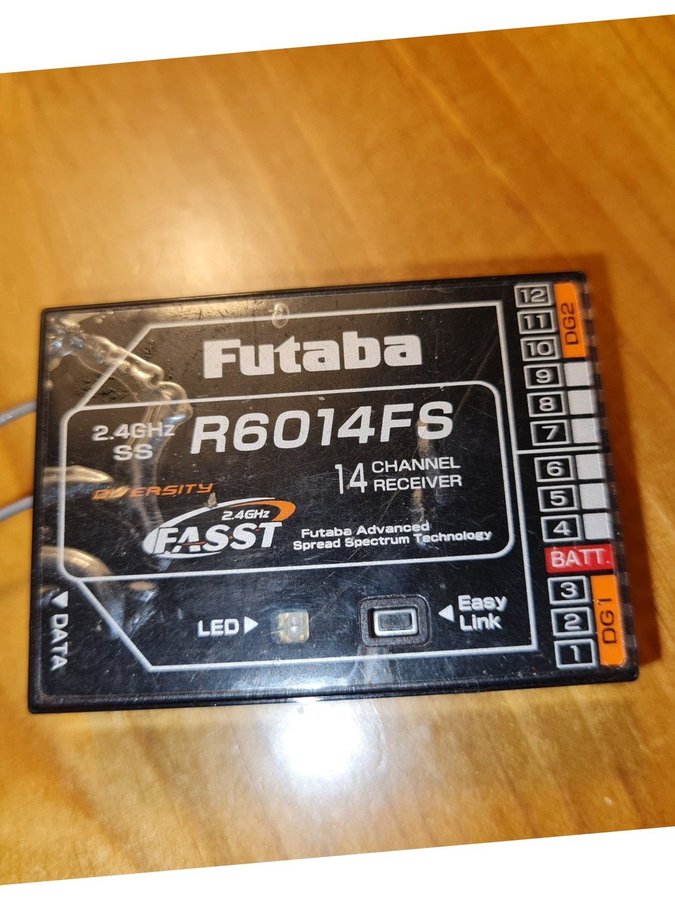 Futaba
2.4GHz
SS
R6014FS
14 CHANNEL
RECEIVER
DIVERSITY
2.4GHz
FASST
Futaba Advanced
Spread Spectrum Technology
LED ►
◄ Easy
Link
▼ DATA
12
11
10
DG2
9
8
7
6
5
4
BATT.
3
2
1
DG1